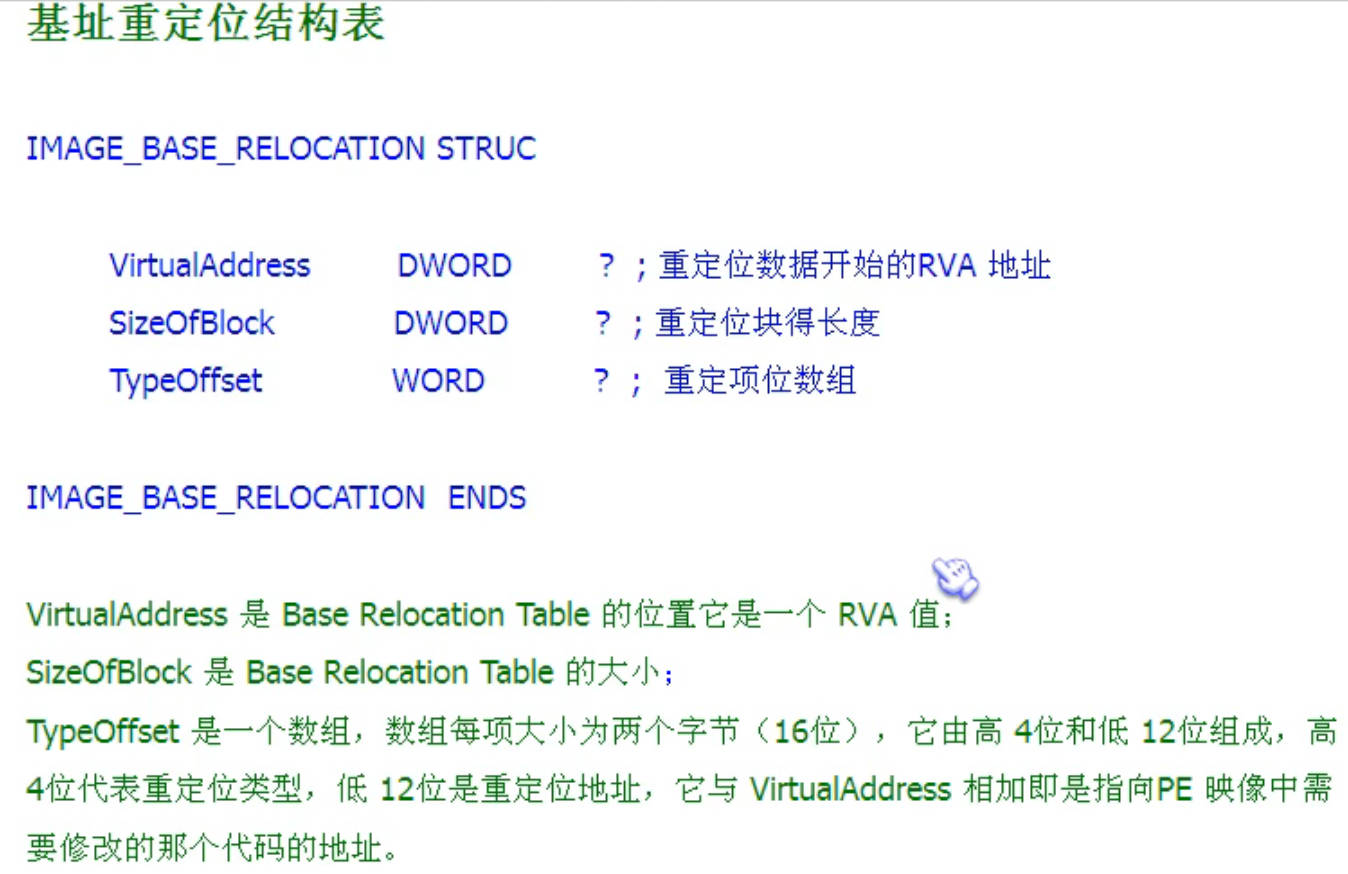 基址重定位结构表
IMAGE_BASE_RELOCATION STRUC
VirtualAddress DWORD ? ; 重定位数据开始的RVA 地址
SizeOfBlock DWORD ? ; 重定位块得长度
TypeOffset WORD ? ; 重定项位数组
IMAGE_BASE_RELOCATION ENDS
VirtualAddress 是 Base Relocation Table 的位置它是一个 RVA 值;
SizeOfBlock 是 Base Relocation Table 的大小;
TypeOffset 是一个数组，数组每项大小为两个字节（16位），它由高 4位和低 12位组成，高
4位代表重定位类型，低 12位是重定位地址，它与 VirtualAddress 相加即是指向PE 映像中需
要修改的那个代码的地址。